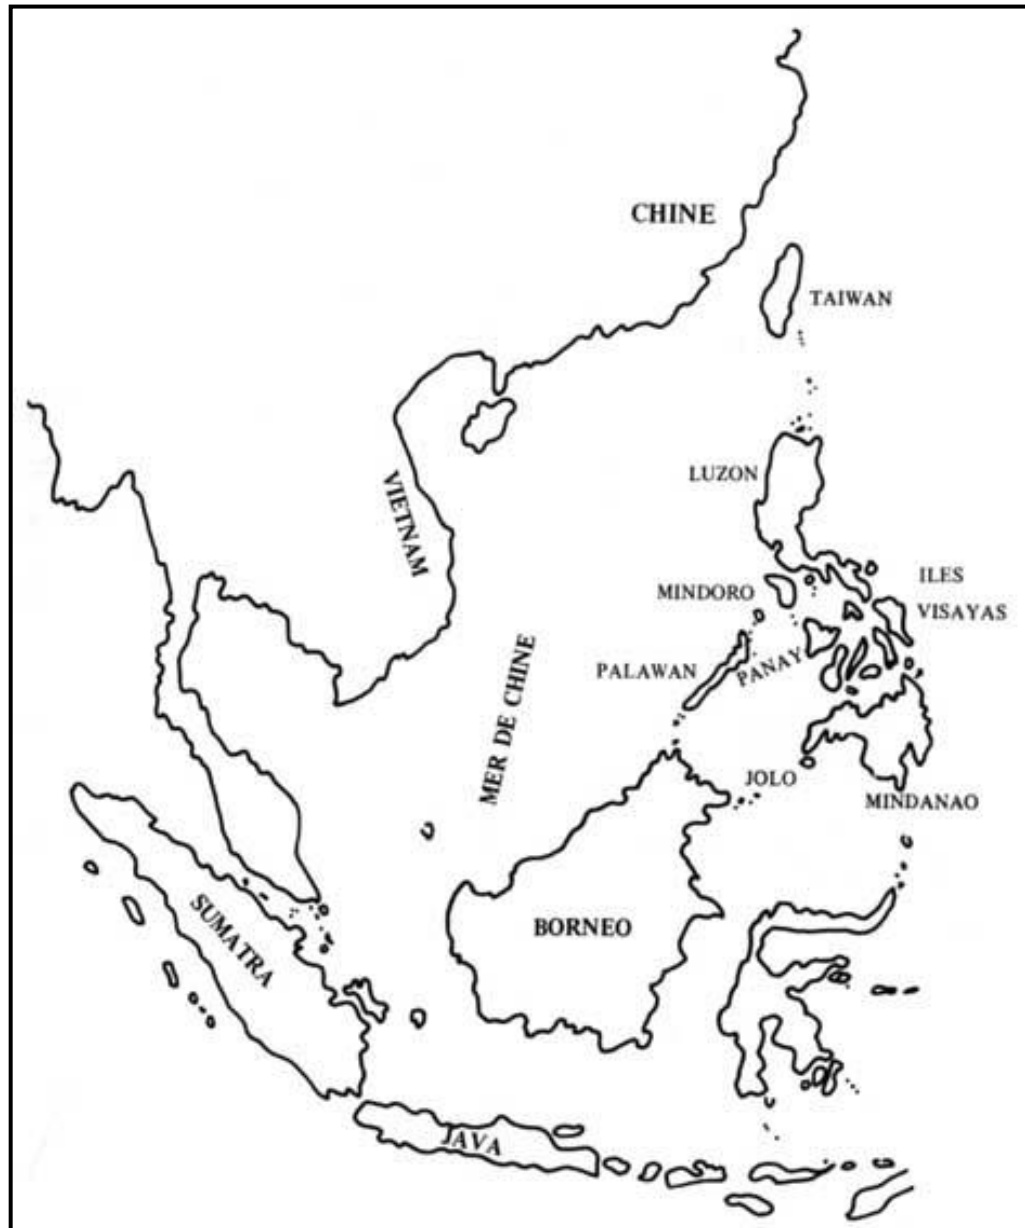 CHINE
TAIWAN
LUZON
VIETNAM
ILES
VISAYAS
MINDORO
PALAWAN
PANAY
MER DE CHINE
JOLO
MINDANAO
SUMATRA
BORNEO
JAVA